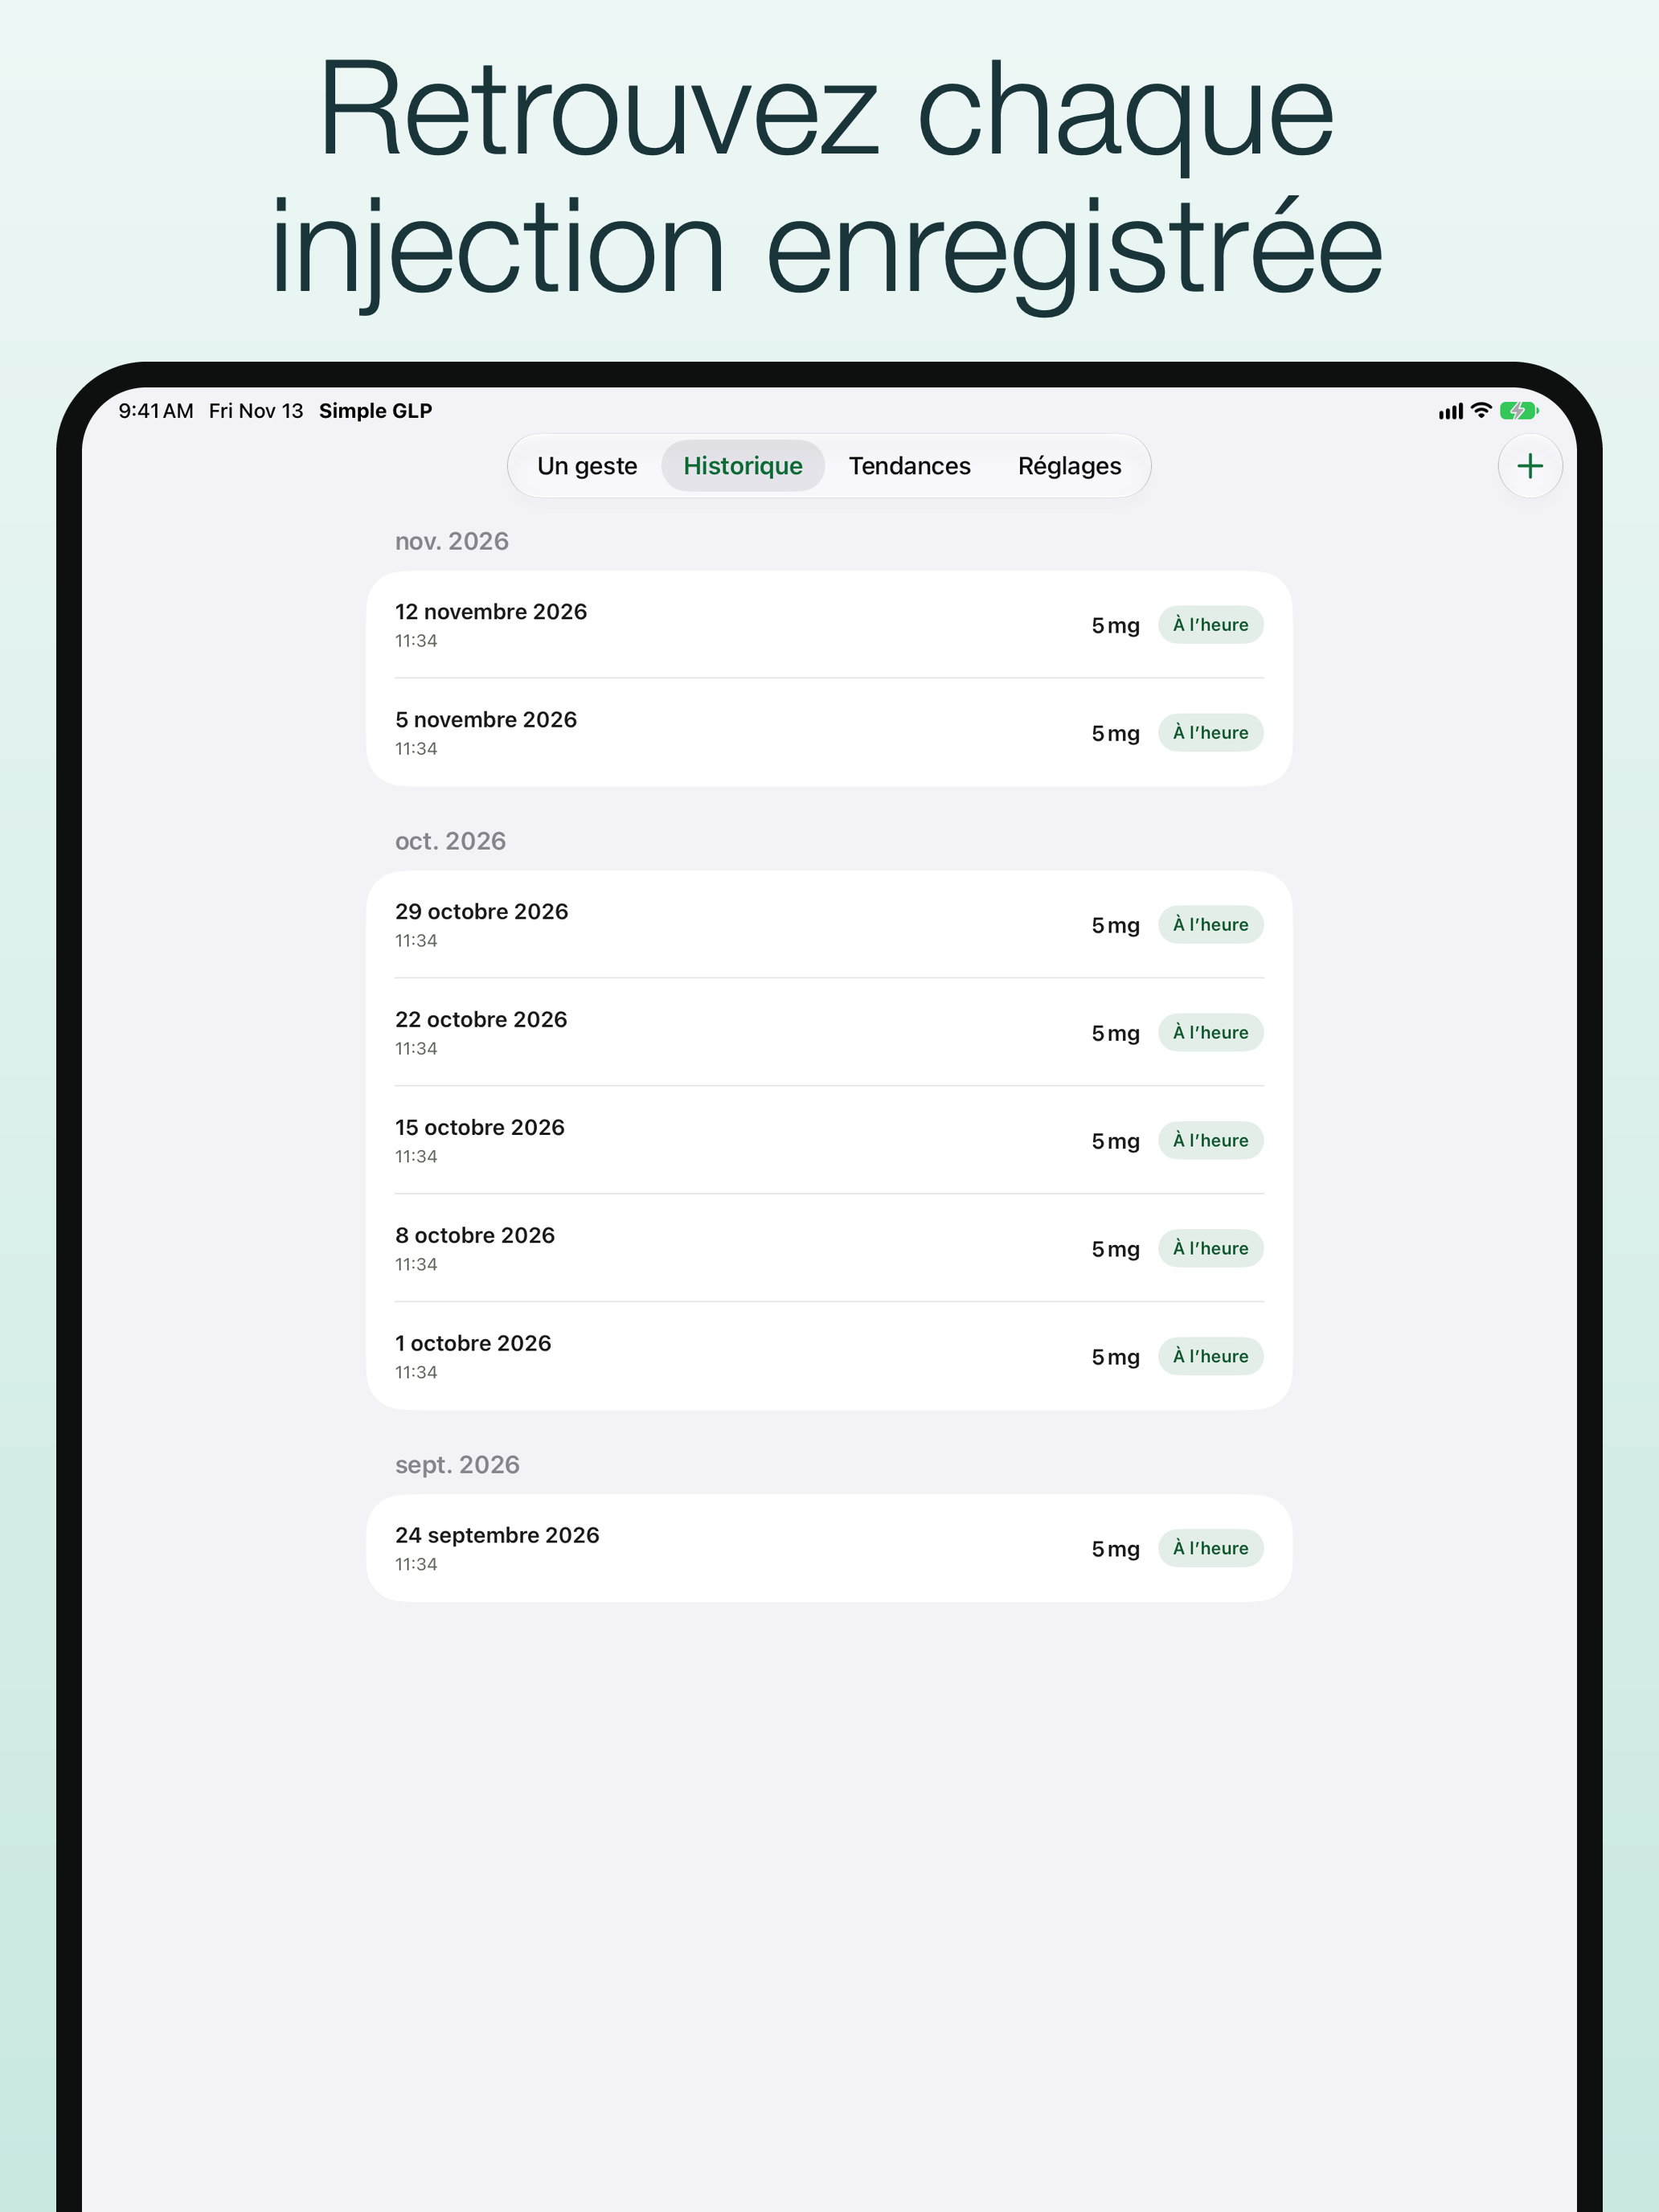 Retrouvez chaque
injection enregistrée
9:41 AM Fri Nov 13 Simple GLP
Un geste Historique Tendances Réglages
nov. 2026
12 novembre 2026
11:34
5 mg À l’heure
5 novembre 2026
11:34
5 mg À l’heure
oct. 2026
29 octobre 2026
11:34
5 mg À l’heure
22 octobre 2026
11:34
5 mg À l’heure
15 octobre 2026
11:34
5 mg À l’heure
8 octobre 2026
11:34
5 mg À l’heure
1 octobre 2026
11:34
5 mg À l’heure
sept. 2026
24 septembre 2026
11:34
5 mg À l’heure